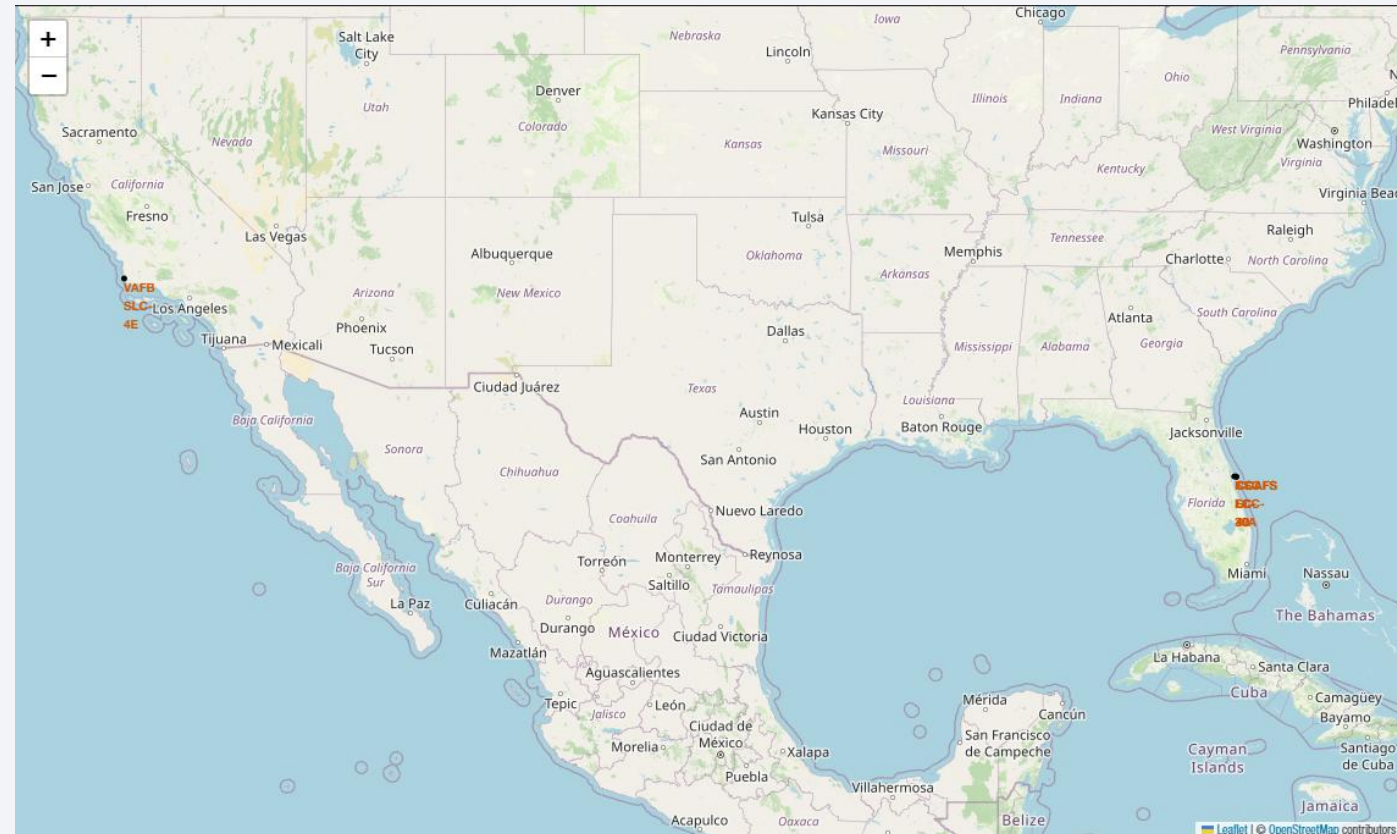 +
−
Chicago
Iowa
Nebraska
Salt Lake
City
Lincoln
Pennsylvania
Denver
Ohio
Utah
Illinois
Indiana
Philadel
Colorado
Kansas City
Sacramento
Nevada
West Virginia
Washington
Kansas
Missouri
Virginia
Kentucky
San Jose
California
Virginia Beac
Fresno
Tulsa
Raleigh
Las Vegas
Tennessee
Albuquerque
Memphis
Oklahoma
Charlotte
North Carolina
Arkansas
VAFB
SLC-
4E
Los Angeles
Arizona
New Mexico
South Carolina
Atlanta
Phoenix
Dallas
Tijuana
Mexicali
Tucson
Mississippi
Alabama
Georgia
Ciudad Juárez
Texas
Louisiana
Austin
Baja California
Houston
Baton Rouge
Jacksonville
Sonora
San Antonio
Chihuahua
Florida
Nuevo Laredo
Coahuila
Monterrey
Reynosa
Torreón
Baja California
Sur
Miami
Nassau
Saltillo
Tamaulipas
La Paz
Culiacán
Durango
The Bahamas
Durango
México
Ciudad Victoria
Mazatlán
La Habana
Santa Clara
Aguascalientes
Cuba
Camagüey
Tepic
Jalisco
León
Mérida
Cancún
Bayamo
Ciudad de
México
San Francisco
de Campeche
Morelia
Xalapa
Cayman
Islands
Santiago
de Cuba
Puebla
Villahermosa
Jamaica
Acapulco
Oaxaca
Belize
Leaflet | © OpenStreetMap contributors